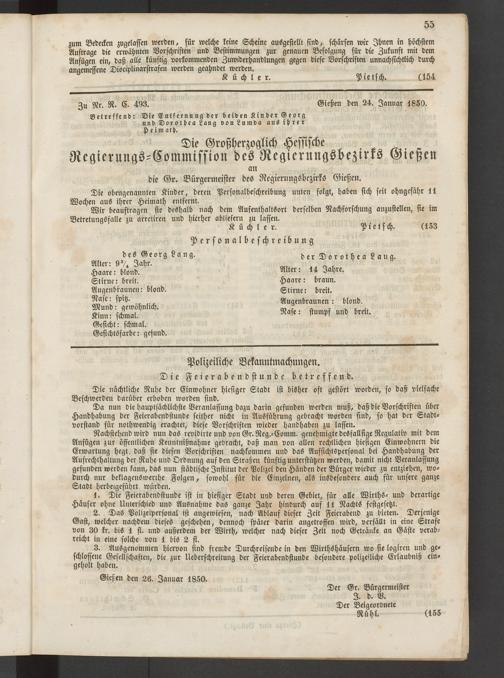 55
zum Bedecken zugelassen werden, für welche keine Scheine ausgestellt sind, schärfen wir Ihnen in höchstem
Auftrage die erwähnten Vorschriften und Bestimmungen zur genauen Befolgung für die Zukunft mit dem
Anfügen ein, daß alle künftig vorkommenden Zuwiderhandlungen gegen diese Vorschriften unnachsichtlich durch
angemessene Disciplinarstrafen werden geahndet werden.
Küchler. Pietsch. (154
Zu Nr. R. C. 493. Gießen den 24. Januar 1850.
Betreffend: Die Entfernung der beiden Kinder Georg
und Dorothea Lang von Lumda aus ihrer
Heimath.
Die Großherzoglich Hessische
Regierungs-Commission des Regierungsbezirks Gießen
an
die Gr. Bürgermeister des Regierungsbezirks Gießen.
Die obengenannten Kinder, deren Personalbeschreibung unten folgt, haben sich seit ohngefähr 11
Wochen aus ihrer Heimath entfernt.
Wir beauftragen Sie deshalb nach dem Aufenthaltsort derselben Nachforschung anzustellen, sie im
Betretungsfalle zu arretiren und hierher abliefern zu lassen.
Küchler. Pietsch. (153
Personalbeschreibung
des Georg Lang.
Alter: 9¾ Jahr.
Haare: blond.
Stirne: breit.
Augenbraunen: blond.
Nase: spitz.
Mund: gewöhnlich.
Kinn: schmal.
Gesicht: schmal.
Gesichtsfarbe: gesund.
der Dorothea Lang.
Alter: 14 Jahre.
Haare: braun.
Stirne: breit.
Augenbraunen: blond.
Nase: stumpf und breit.
Polizeiliche Bekanntmachungen.
Die Feierabendstunde betreffend.
Die nächtliche Ruhe der Einwohner hiesiger Stadt ist bisher oft gestört worden, so daß vielfache
Beschwerden darüber erhoben worden sind.
Da nun die hauptsächlichste Veranlassung dazu darin gefunden werden muß, daß die Vorschriften über
Handhabung der Feierabendstunde nicht in Ausführung gebracht worden sind, so hat der Stadt-
vorstand für nothwendig erachtet, diese Vorschriften wieder handhaben zu lassen.
Nachstehend wird nun das revidirte und von Gr. Reg.-Comm. genehmigte desfallsige Regulativ mit dem
Anfügen zur öffentlichen Kenntnißnahme gebracht, daß man von allen rechtlichen hiesigen Einwohnern die
Erwartung hegt, daß sie diesen Vorschriften nachkommen und das Aufsichtspersonal bei Handhabung der
Aufrechthaltung der Ruhe und Ordnung auf den Straßen künftig unterstützen werden, damit nicht Veranlassung
gefunden werden kann, das nun städtische Institut der Polizei den Händen der Bürger wieder zu entziehen, wo-
durch nur beklagenswerthe Folgen, sowohl für die Einzelnen, als insbesondere auch für unsere ganze
Stadt herbeigeführt würden.
1. Die Feierabendstunde ist in hiesiger Stadt und deren Gebiet, für alle Wirths- und derartige
Häuser ohne Unterschied und Ausnahme das ganze Jahr hindurch auf 11 Nachts festgesetzt.
2. Das Polizeipersonal ist angewiesen, nach Ablauf dieser Zeit Feierabend zu bieten. Derjenige
Gast, welcher nachdem dieses geschehen, dennoch später darin angetroffen wird, verfällt in eine Strafe
von 30 kr. bis 1 fl. und außerdem der Wirth, welcher nach dieser Zeit noch Getränke an Gäste verab-
reicht in eine solche von 1 bis 2 fl.
3. Ausgenommen hiervon sind fremde Durchreisende in den Wirthshäusern wo sie logiren und ge-
schlossene Gesellschaften, die zur Ueberschreitung der Feierabendstunde besondere polizeiliche Erlaubniß ein-
geholt haben.
Gießen den 26. Januar 1850.
Der Gr. Bürgermeister
J. d. V.
Der Beigeordnete
Rühl. (155